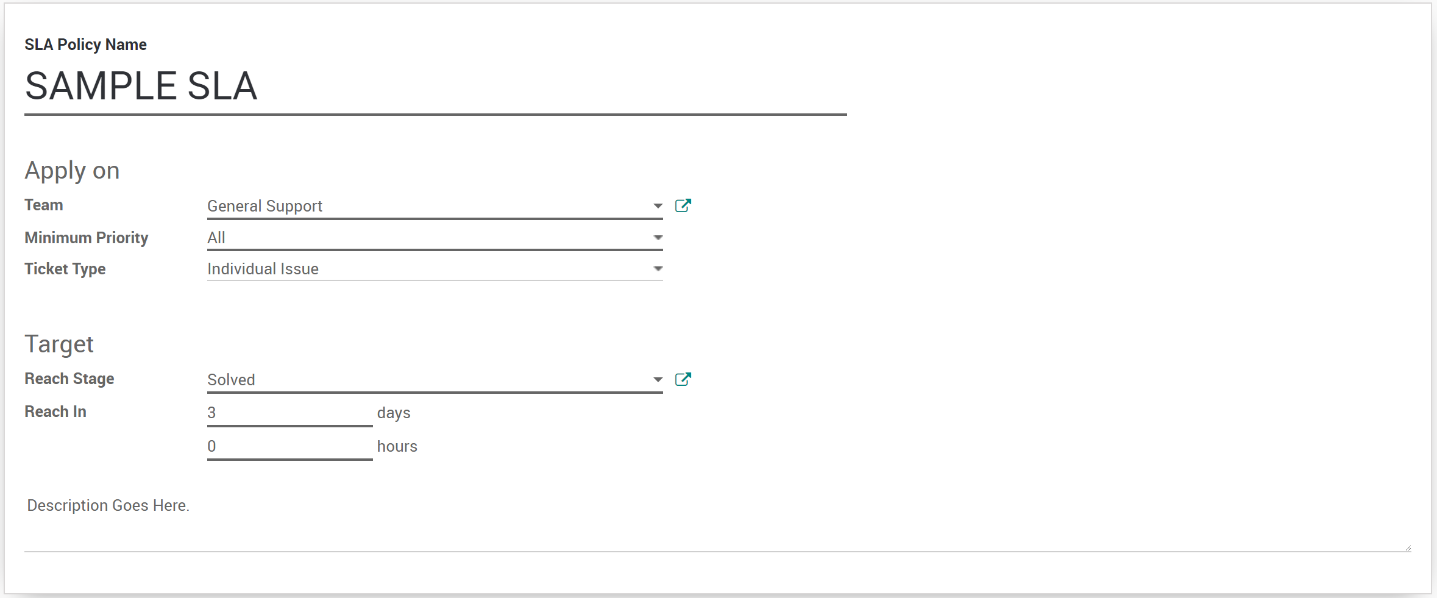 SLA Policy Name
SAMPLE SLA
Apply on
Team General Support
Minimum Priority All
Ticket Type Individual Issue
Target
Reach Stage Solved
Reach In 3 days
0 hours
Description Goes Here.